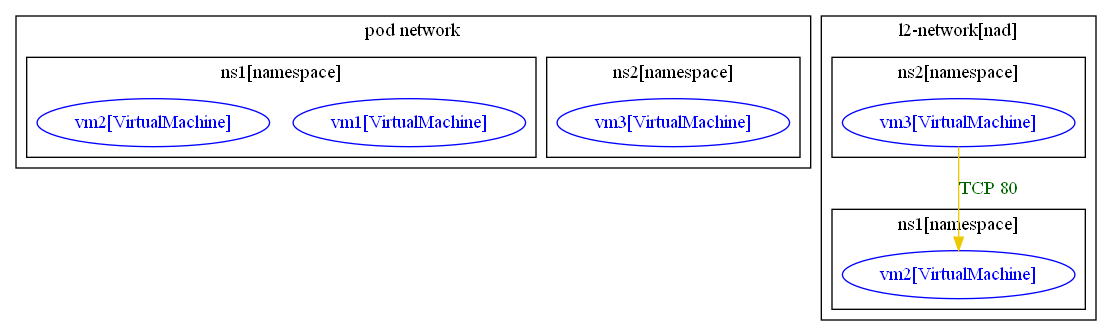 pod network
ns1[namespace]
vm2[VirtualMachine]
vm1[VirtualMachine]
ns2[namespace]
vm3[VirtualMachine]
l2-network[nad]
ns2[namespace]
vm3[VirtualMachine]
TCP 80
ns1[namespace]
vm2[VirtualMachine]